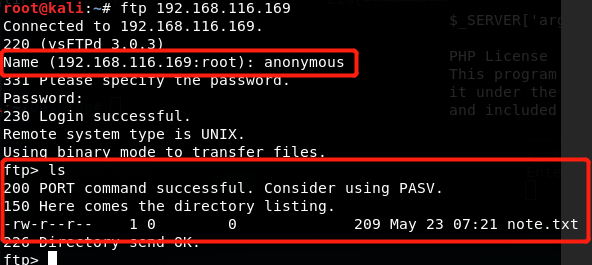 root@kali:~# ftp 192.168.116.169
Connected to 192.168.116.169.
220 (vsFTPd 3.0.3)
Name (192.168.116.169:root): anonymous
331 Please specify the password.
Password:
230 Login successful.
Remote system type is UNIX.
Using binary mode to transfer files.
ftp> ls
200 PORT command successful. Consider using PASV.
150 Here comes the directory listing.
-rw-r--r-- 1 0 0 209 May 23 07:21 note.txt
226 Directory send OK.
ftp>
$_SERVER['arg
PHP License
This program
it under the
and included